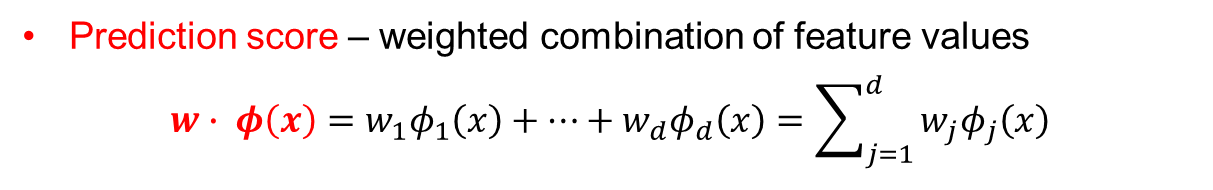 • Prediction score – weighted combination of feature values
w · ϕ(x) = w₁ϕ₁(x) + ⋯ + w_dϕ_d(x) = ∑_{j=1}^{d} w_jϕ_j(x)